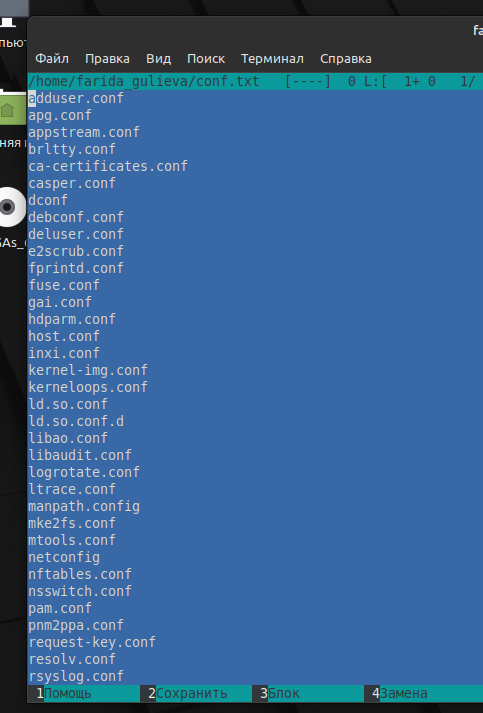 пьют
няя п
SAs_
fa
Файл Правка Вид Поиск Терминал Справка
/home/farida_gulieva/conf.txt [----] 0 L:[ 1+ 0 1/
adduser.conf
apg.conf
appstream.conf
brltty.conf
ca-certificates.conf
casper.conf
dconf
debconf.conf
deluser.conf
e2scrub.conf
fprintd.conf
fuse.conf
gai.conf
hdparm.conf
host.conf
inxi.conf
kernel-img.conf
kerneloops.conf
ld.so.conf
ld.so.conf.d
libao.conf
libaudit.conf
logrotate.conf
ltrace.conf
manpath.config
mke2fs.conf
mtools.conf
netconfig
nftables.conf
nsswitch.conf
pam.conf
pnm2ppa.conf
request-key.conf
resolv.conf
rsyslog.conf
1Помощь 2Сохранить 3Блок 4Замена